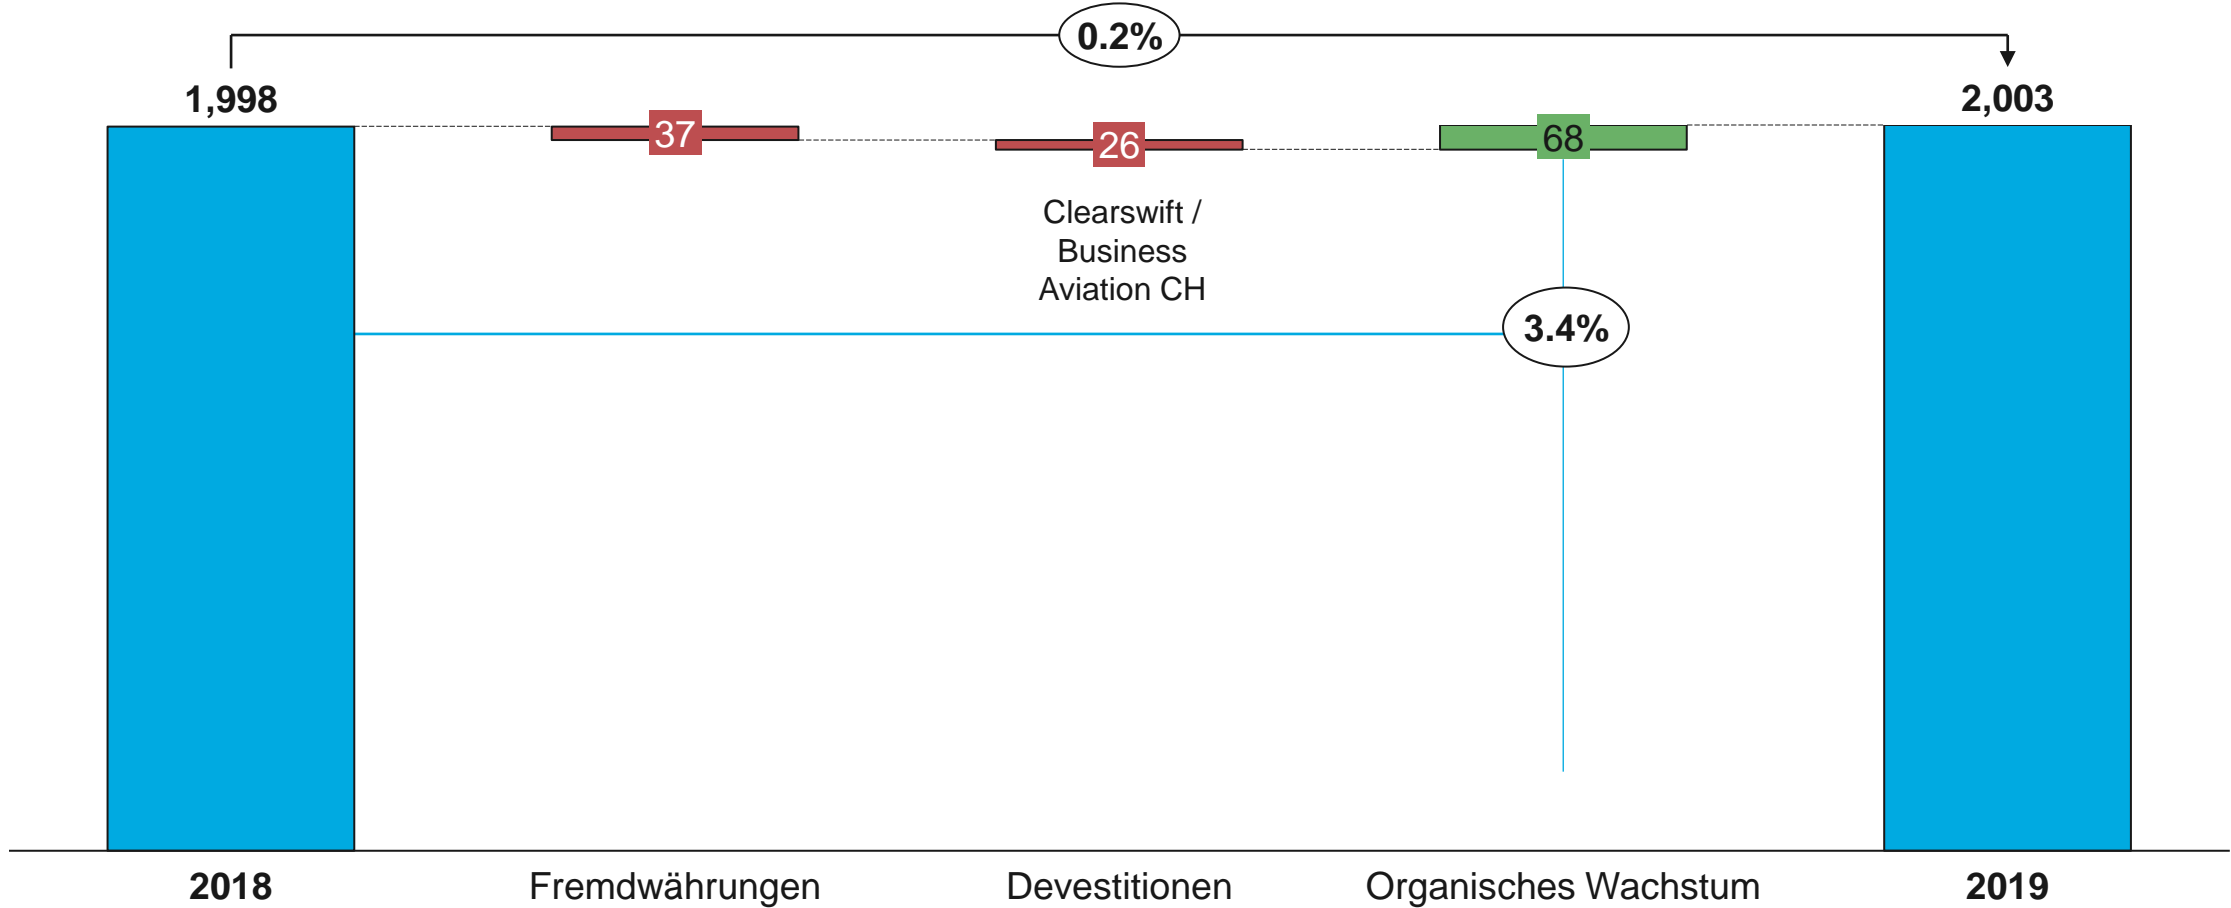 0.2%
1,998
2,003
37
26
68
Clearswift /
Business
Aviation CH
3.4%
2018
Fremdwährungen
Devestitionen
Organisches Wachstum
2019